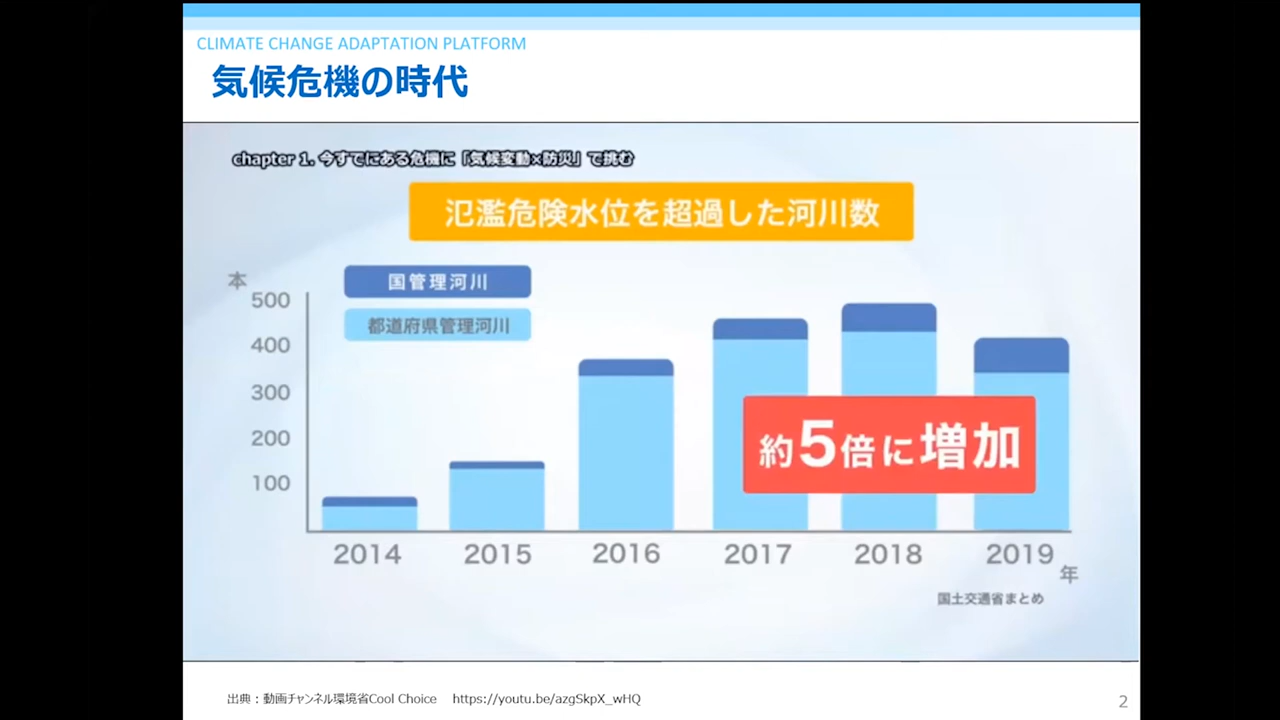 CLIMATE CHANGE ADAPTATION PLATFORM
気候危機の時代
chapter 1. 今すでにある危機に「気候変動×防災」で挑む
氾濫危険水位を超過した河川数
本
国管理河川
都道府県管理河川
500
400
300
200
100
約5倍に増加
2014 2015 2016 2017 2018 2019
年
国土交通省まとめ
出典：動画チャンネル環境省Cool Choice https://youtu.be/azgSkpX_wHQ
2